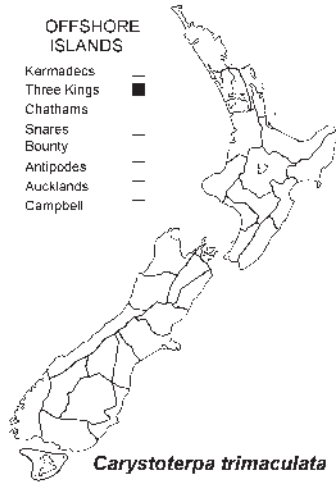 OFFSHORE
ISLANDS
Kermadecs
Three Kings
Chathams
Snares
Bounty
Antipodes
Aucklands
Campbell
Carystoterpa trimaculata